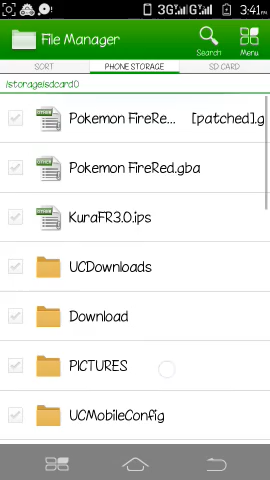 3G G 3:41
File Manager
Search
Menu
SORT
PHONE STORAGE
SD CARD
/storage/sdcard0
Pokemon FireRe... [patched].g
Pokemon FireRed.gba
KuraFR3.0.ips
UCDownloads
Download
PICTURES
UCMobileConfig